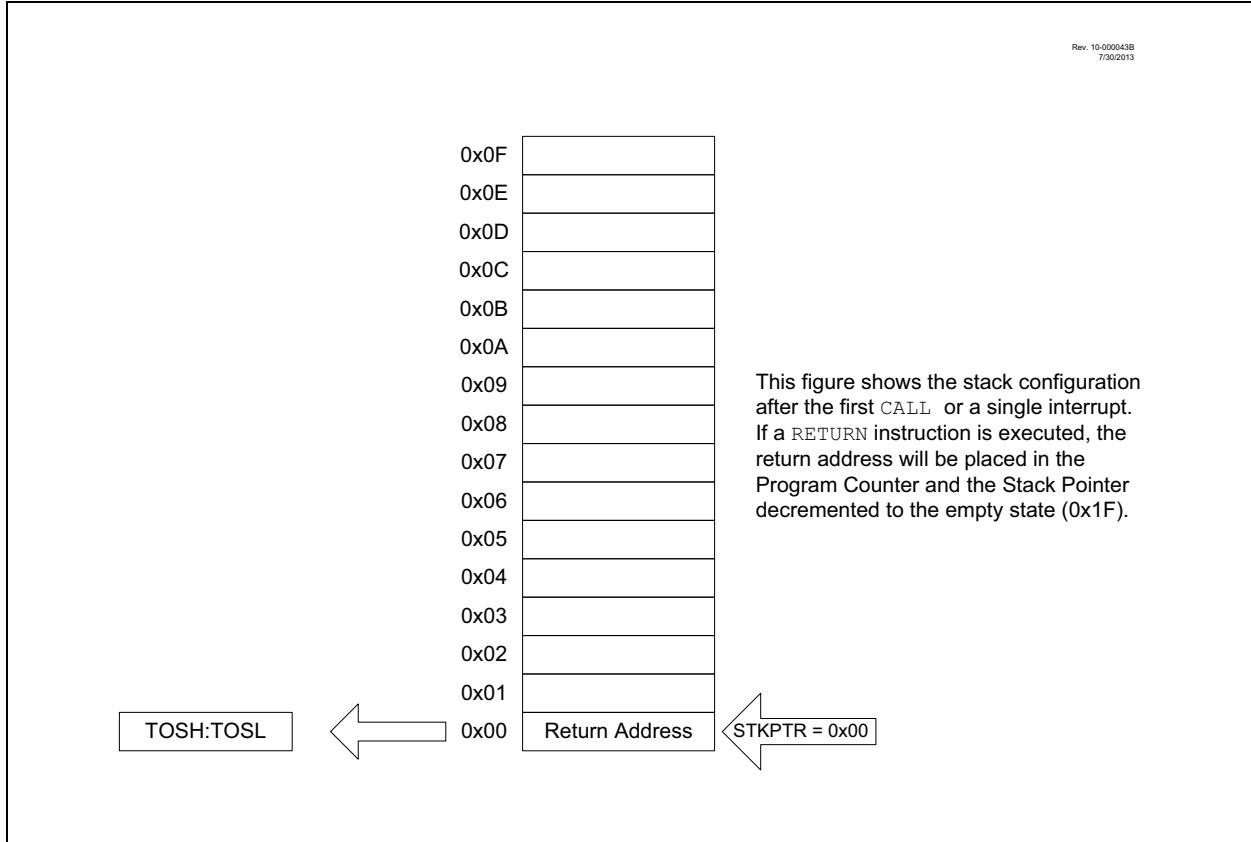 Rev. 10-000043B
7/30/2013
0x0F
0x0E
0x0D
0x0C
0x0B
0x0A
0x09
0x08
0x07
0x06
0x05
0x04
0x03
0x02
0x01
0x00
This figure shows the stack configuration
after the first CALL or a single interrupt.
If a RETURN instruction is executed, the
return address will be placed in the
Program Counter and the Stack Pointer
decremented to the empty state (0x1F).
TOSH:TOSL
Return Address
STKPTR = 0x00